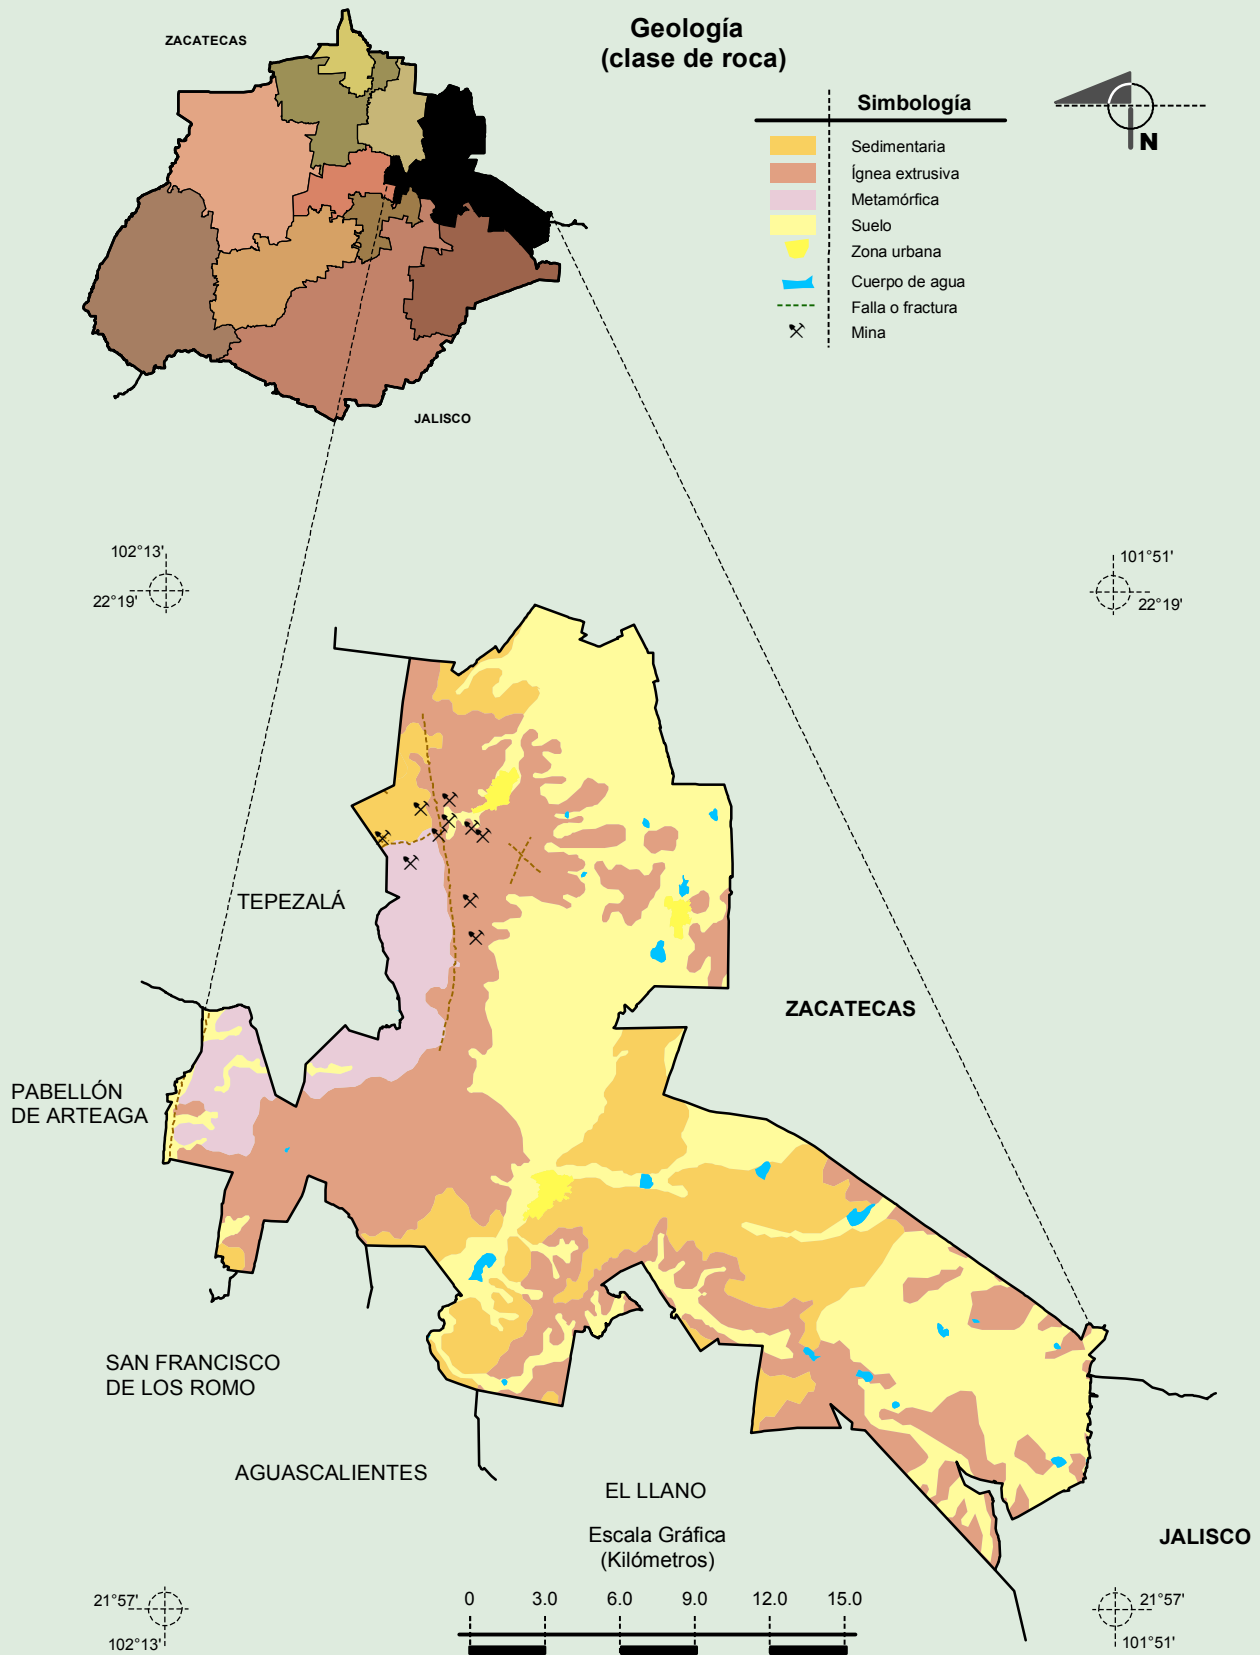 Geología
(clase de roca)
ZACATECAS
JALISCO
Simbología
Sedimentaria
Ígnea extrusiva
Metamórfica
Suelo
Zona urbana
Cuerpo de agua
Falla o fractura
Mina
N
102°13'
22°19'
101°51'
22°19'
TEPEZALÁ
ZACATECAS
PABELLÓN
DE ARTEAGA
SAN FRANCISCO
DE LOS ROMO
AGUASCALIENTES
EL LLANO
JALISCO
Escala Gráfica
(Kilómetros)
0 3.0 6.0 9.0 12.0 15.0
21°57'
102°13'
21°57'
101°51'